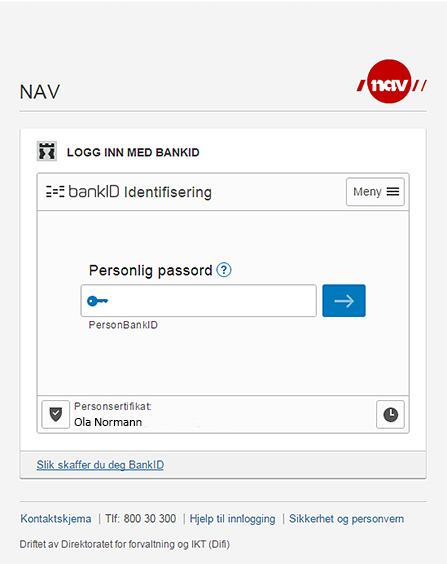 NAV
nav
LOGG INN MED BANKID
bankID Identifisering
Meny
Personlig passord ?
PersonBankID
Personsertifikat:
Ola Normann
Slik skaffer du deg BankID
Kontaktskjema | Tlf: 800 30 300 | Hjelp til innlogging | Sikkerhet og personvern
Driftet av Direktoratet for forvaltning og IKT (Difi)